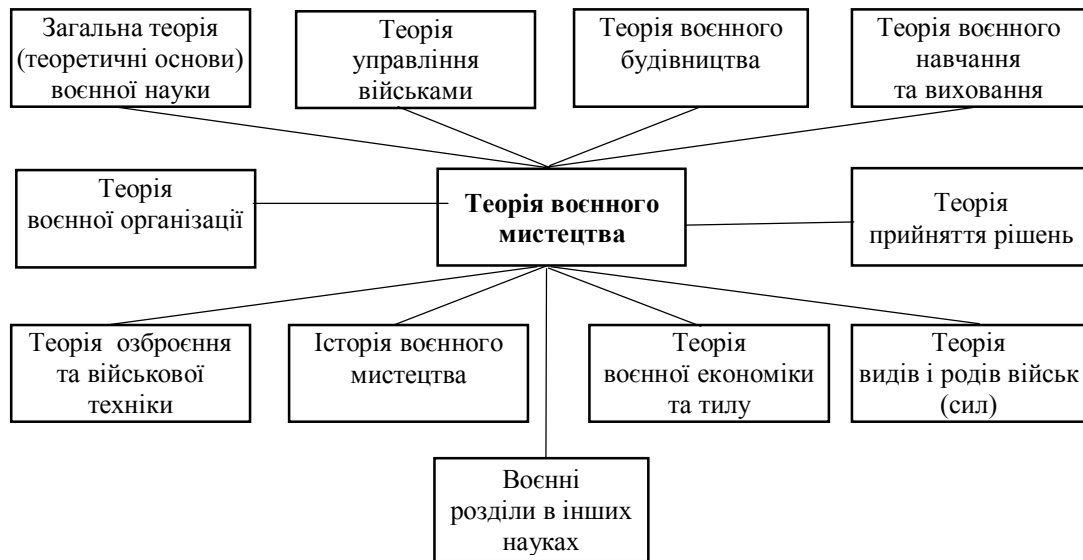 Загальна теорія
(теоретичні основи)
воєнної науки
Теорія
управління
військами
Теорія воєнного
будівництва
Теорія воєнного
навчання
та виховання
Теорія
воєнної організації
Теорія воєнного
мистецтва
Теорія
прийняття рішень
Теорія озброєння
та військової
техніки
Історія воєнного
мистецтва
Теорія
воєнної економіки
та тилу
Теорія
видів і родів військ
(сил)
Воєнні
розділи в інших
науках